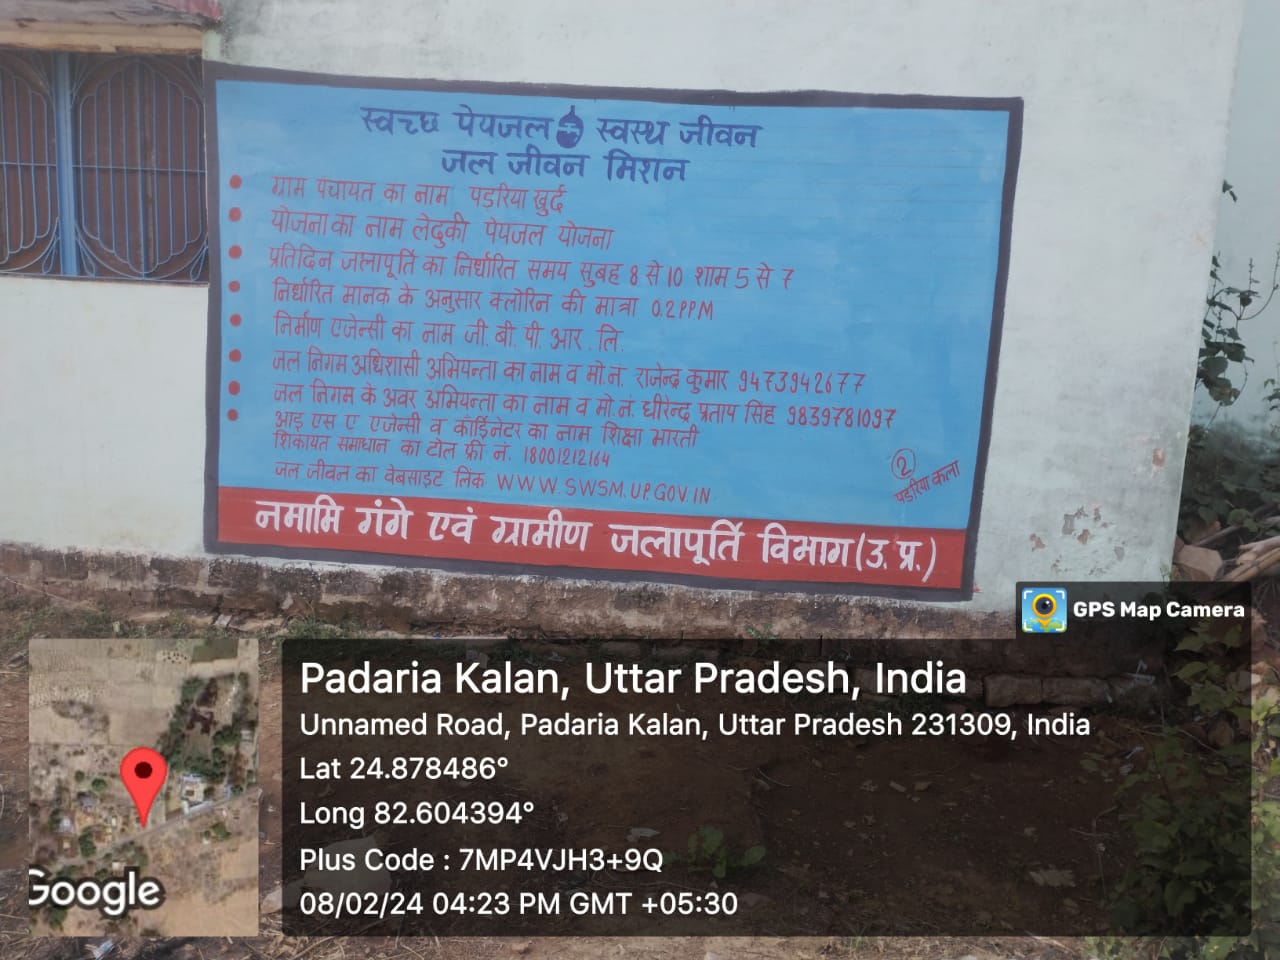 स्वच्छ पेयजल स्वस्थ जीवन
जल जीवन मिशन
ग्राम पंचायत का नाम पड़रिया खुर्द
योजना का नाम लेदुकी पेयजल योजना
प्रतिदिन जलापूर्ति का निर्धारित समय सुबह 8 से 10 शाम 5 से 7
निर्धारित मानक के अनुसार क्लोरिन की मात्रा 0.2PPM
निर्माण एजेन्सी का नाम जी. बी. पी. आर. लि.
जल निगम अधिशासी अभियन्ता का नाम व मो.नं. राजेन्द्र कुमार 9473942677
जल निगम के अवर अभियन्ता का नाम व मो.नं. धीरेन्द्र प्रताप सिंह 9839781097
आइ एस ए एजेन्सी व कॉर्डिनेटर का नाम शिक्षा भारती
शिकायत समाधान का टोल फ्री नं. 18001212164
जल जीवन का वेबसाइट लिंक WWW.SWSM.UP.GOV.IN
2
पड़रिया कला
नमामि गंगे एवं ग्रामीण जलापूर्ति विभाग (उ.प्र.)
GPS Map Camera
Padaria Kalan, Uttar Pradesh, India
Unnamed Road, Padaria Kalan, Uttar Pradesh 231309, India
Lat 24.878486°
Long 82.604394°
Plus Code : 7MP4VJH3+9Q
08/02/24 04:23 PM GMT +05:30
Google